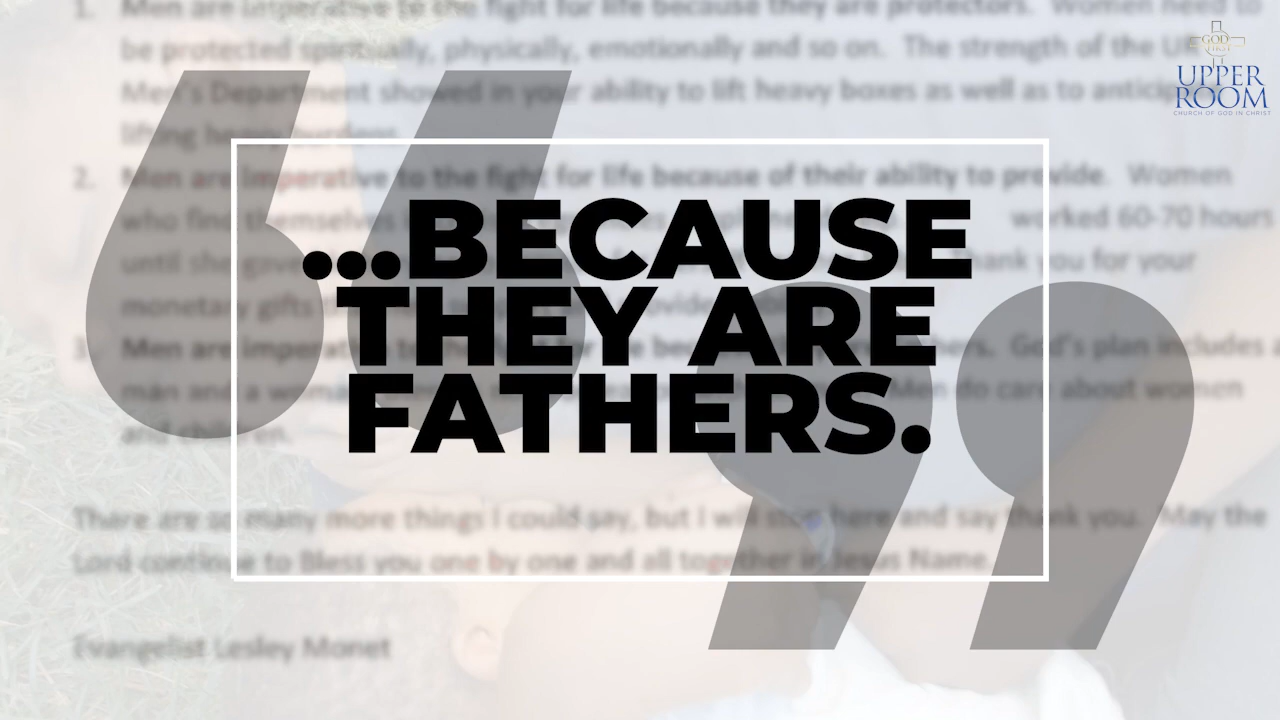 1. Men are imperative to the fight for life because they are protectors. Women need to
be protected spiritually, physically, emotionally and so on. The strength of the
Men's Department showed in your ability to lift heavy boxes as well as to
lifting heavy burdens.
2. Men are imperative to the fight for life because of their ability to provide. Women
who find themselves worked 60-70 hours
until she you for your
monetary gifts
3. Men are imperative God's plan includes a
man and a Men do care about women
and children.
There are so many more things I could say, but I will stop here and say thank you. May the
Lord continue to Bless you one by one and all together in Jesus Name.
Evangelist Lesley Monet
...BECAUSE
THEY ARE
FATHERS.
GOD
FIRST
UPPER
ROOM
CHURCH OF GOD IN CHRIST